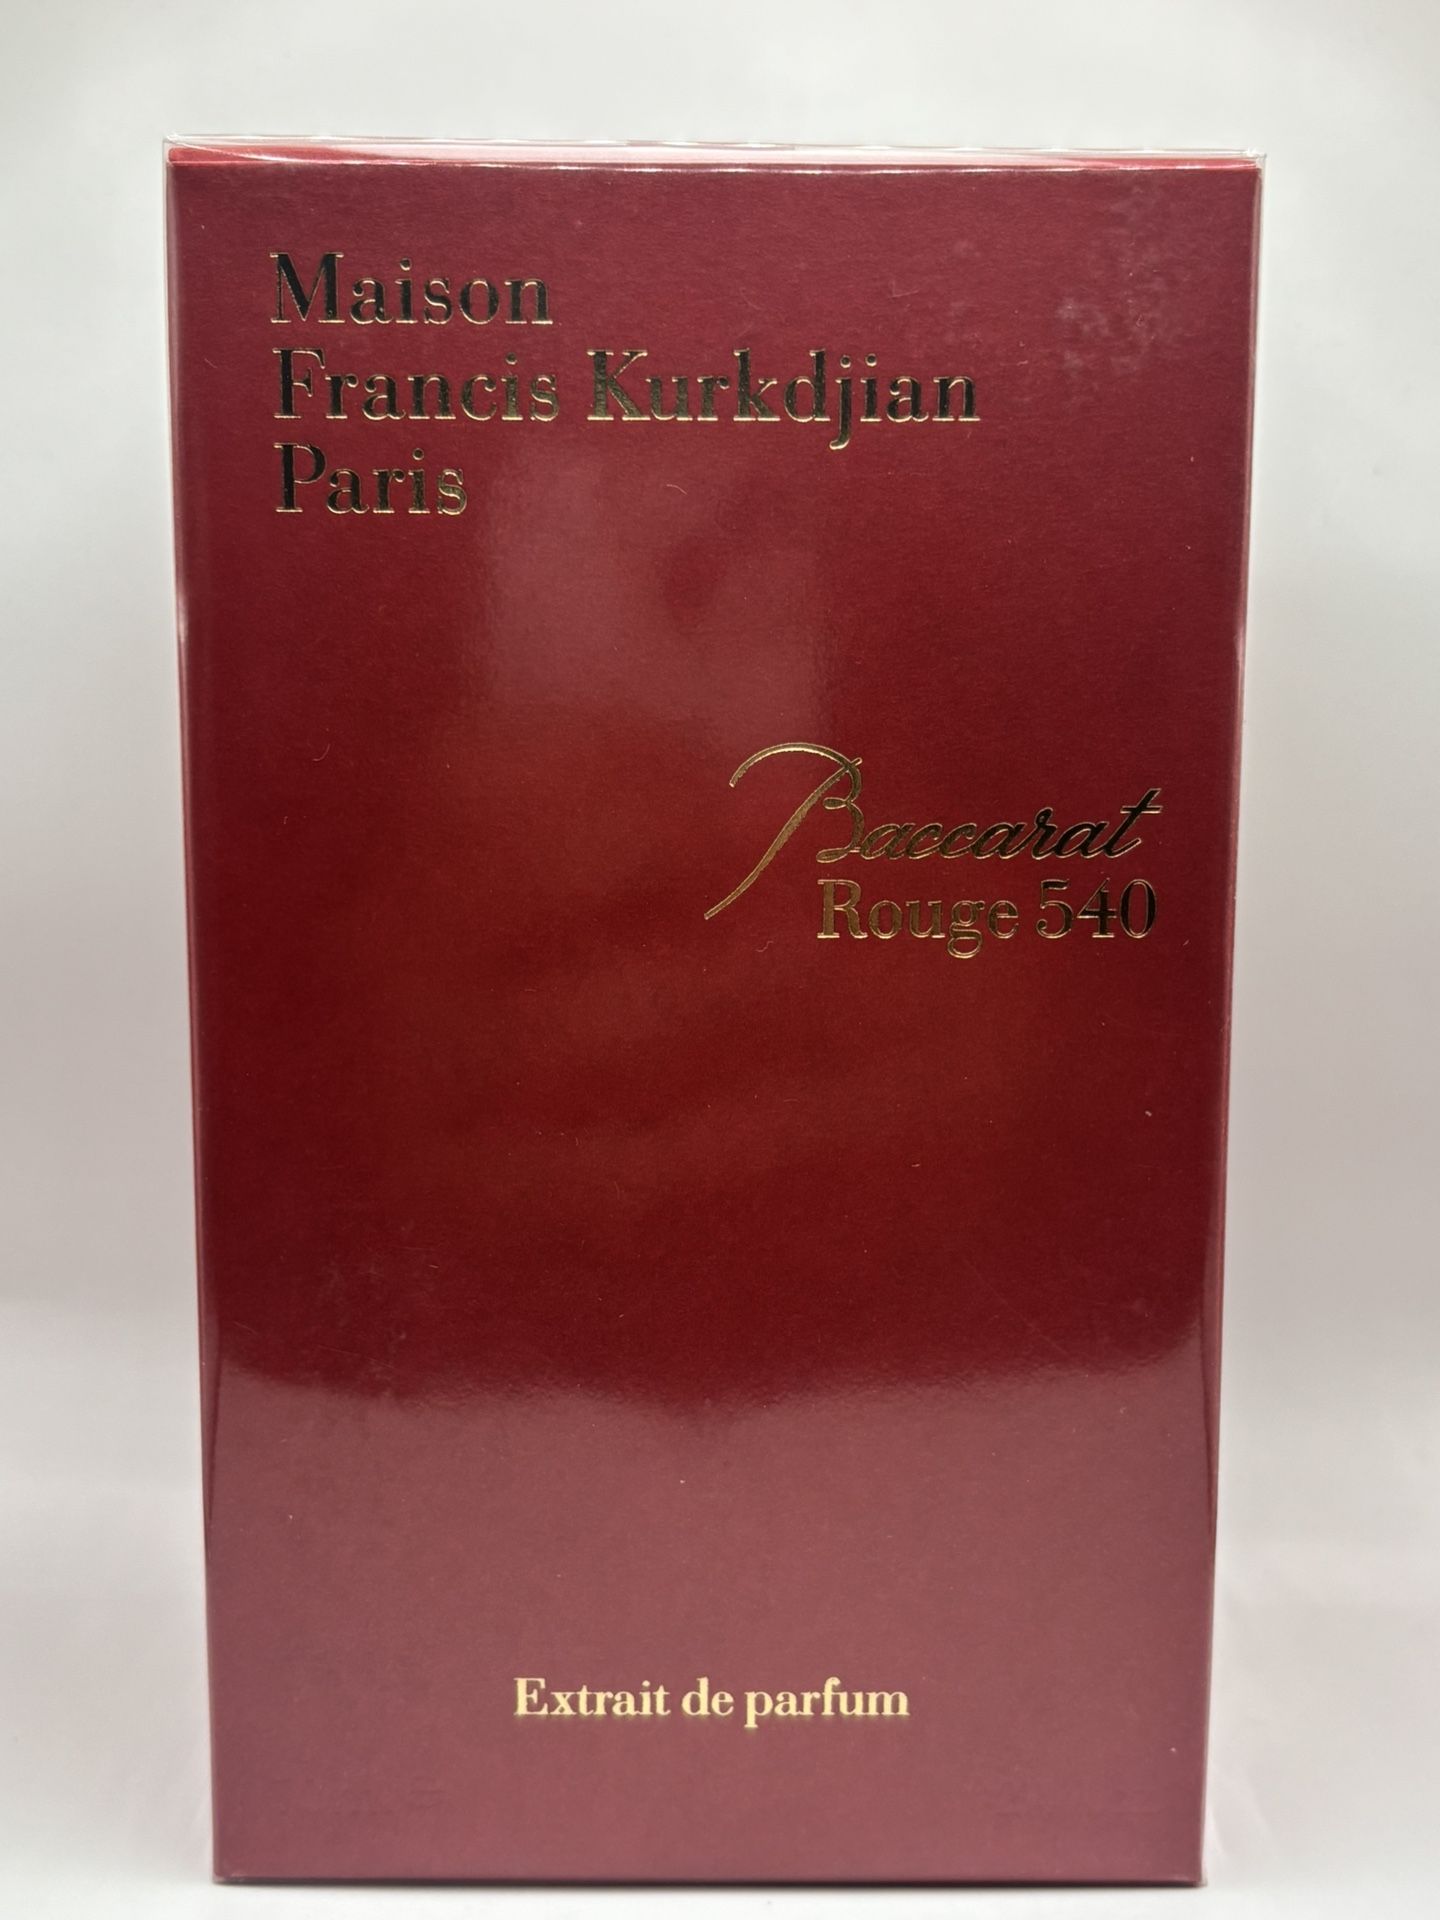 Maison
Francis Kurkdjian
Paris
Baccarat
Rouge 540
Extrait de parfum